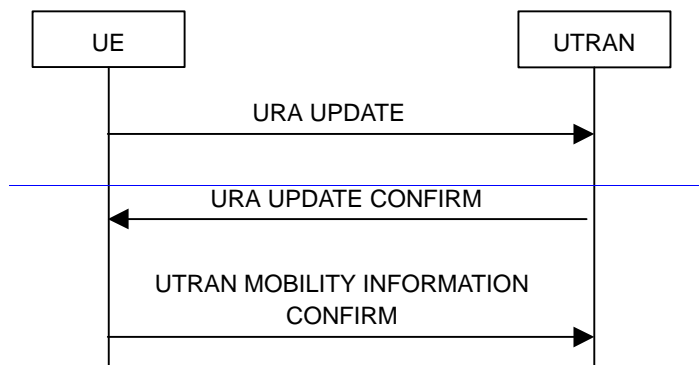 UE
UTRAN
URA UPDATE
URA UPDATE CONFIRM
UTRAN MOBILITY INFORMATION
CONFIRM